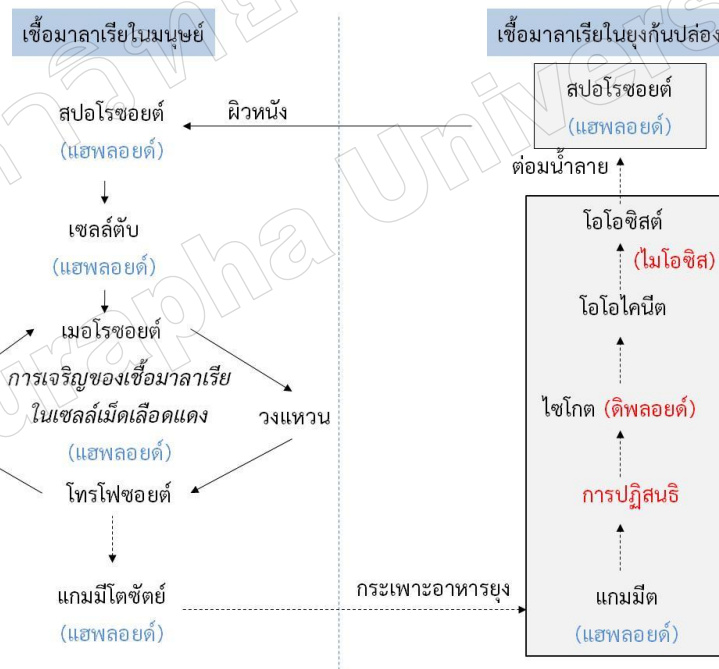 เชื้อมาลาเรียในมนุษย์
สปอโรซอยต์
(แฮพลอยด์)
ผิวหนัง
เซลล์ตับ
(แฮพลอยด์)
เมอโรซอยต์
การเจริญของเชื้อมาลาเรีย
ในเซลล์เม็ดเลือดแดง
(แฮพลอยด์)
วงแหวน
โทรโฟซอยต์
แกมมีโตซัตย์
(แฮพลอยด์)
กระเพาะอาหารยุง
เชื้อมาลาเรียในยุงก้นปล่อง
สปอโรซอยต์
(แฮพลอยด์)
ต่อมน้ำลาย
โอโอซิสต์
(ไมโอซิส)
โอโอไคนีต
ไซโกต (ดิพลอยด์)
การปฏิสนธิ
แกมมีต
(แฮพลอยด์)